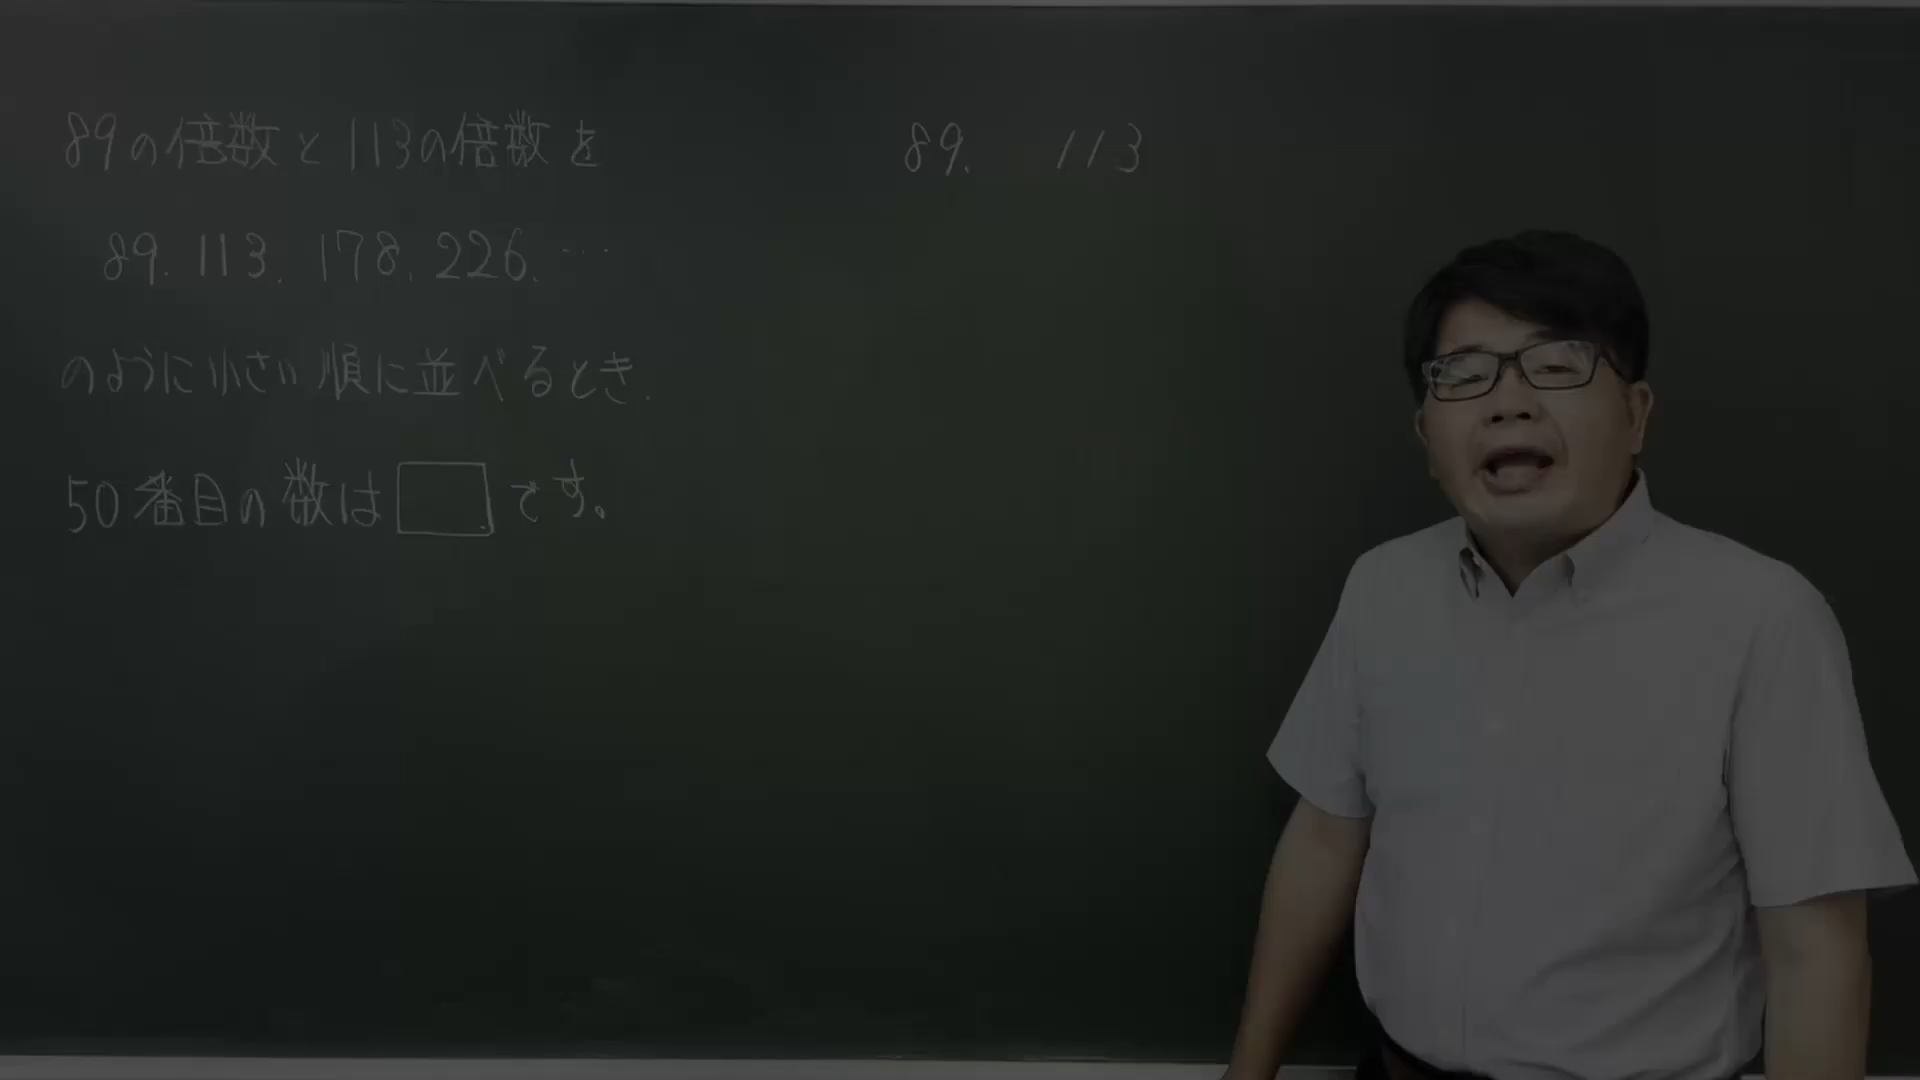 89の倍数と113の倍数を
89. 113. 178. 226. …
のように小さい順に並べるとき.
50番目の数は□です。
89. 113